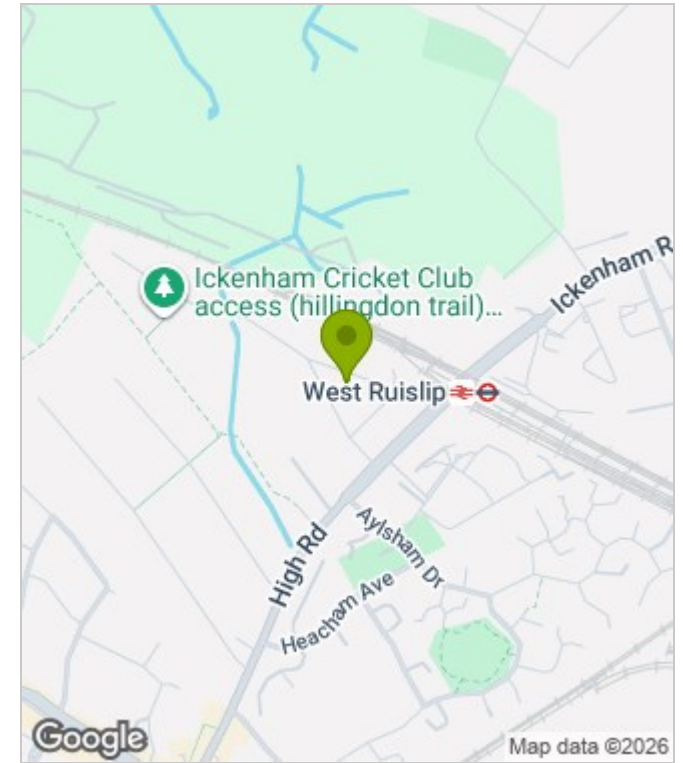 Ickenham R
Ickenham Cricket Club
access (hillingdon trail)...
West Ruislip
Aylsham Dr
High Rd
Heacham Ave
Google
Map data ©2026